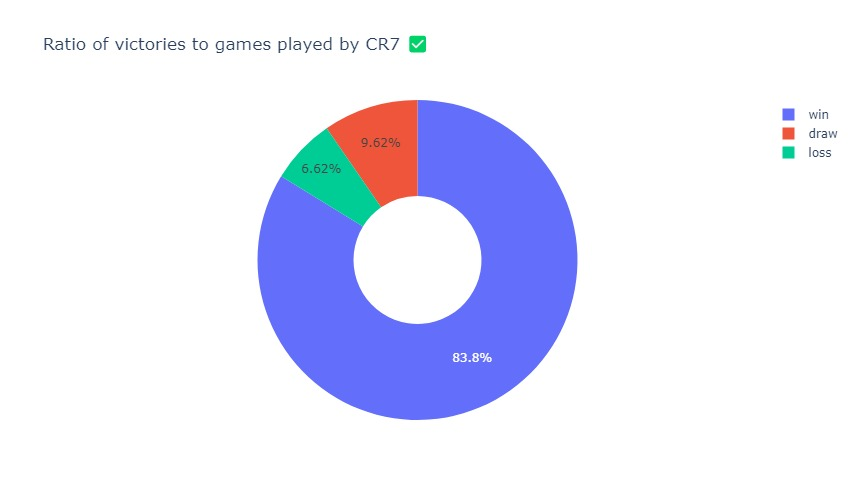 Ratio of victories to games played by CR7 ✅
win
draw
loss
9.62%
6.62%
83.8%